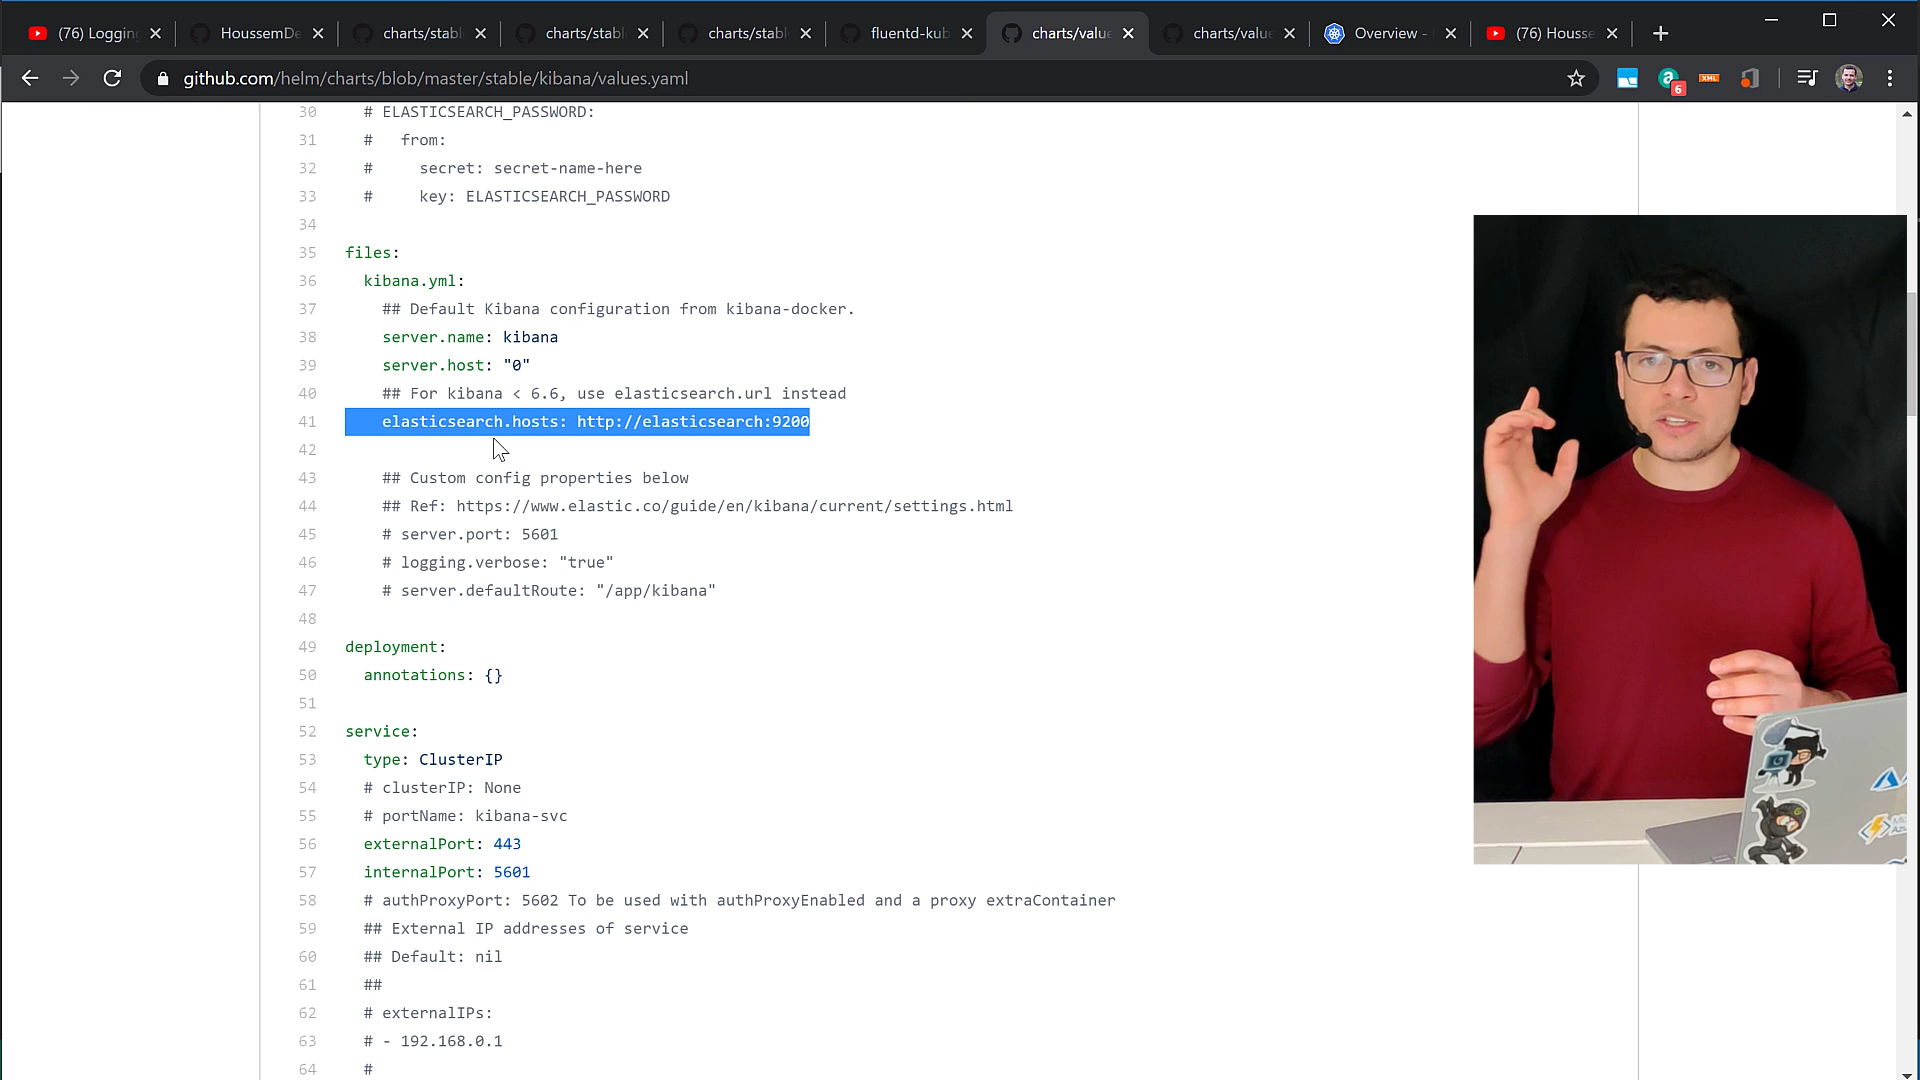 (76) Logging
HoussemDe
charts/stabl
charts/stabl
charts/stabl
fluentd-kub
charts/value
charts/value
Overview -
(76) Housse
github.com/helm/charts/blob/master/stable/kibana/values.yaml
6
XML
30 # ELASTICSEARCH_PASSWORD:
31 # from:
32 # secret: secret-name-here
33 # key: ELASTICSEARCH_PASSWORD
34
35 files:
36 kibana.yml:
37 ## Default Kibana configuration from kibana-docker.
38 server.name: kibana
39 server.host: "0"
40 ## For kibana < 6.6, use elasticsearch.url instead
41 elasticsearch.hosts: http://elasticsearch:9200
42
43 ## Custom config properties below
44 ## Ref: https://www.elastic.co/guide/en/kibana/current/settings.html
45 # server.port: 5601
46 # logging.verbose: "true"
47 # server.defaultRoute: "/app/kibana"
48
49 deployment:
50 annotations: {}
51
52 service:
53 type: ClusterIP
54 # clusterIP: None
55 # portName: kibana-svc
56 externalPort: 443
57 internalPort: 5601
58 # authProxyPort: 5602 To be used with authProxyEnabled and a proxy extraContainer
59 ## External IP addresses of service
60 ## Default: nil
61 ##
62 # externalIPs:
63 # - 192.168.0.1
64 #